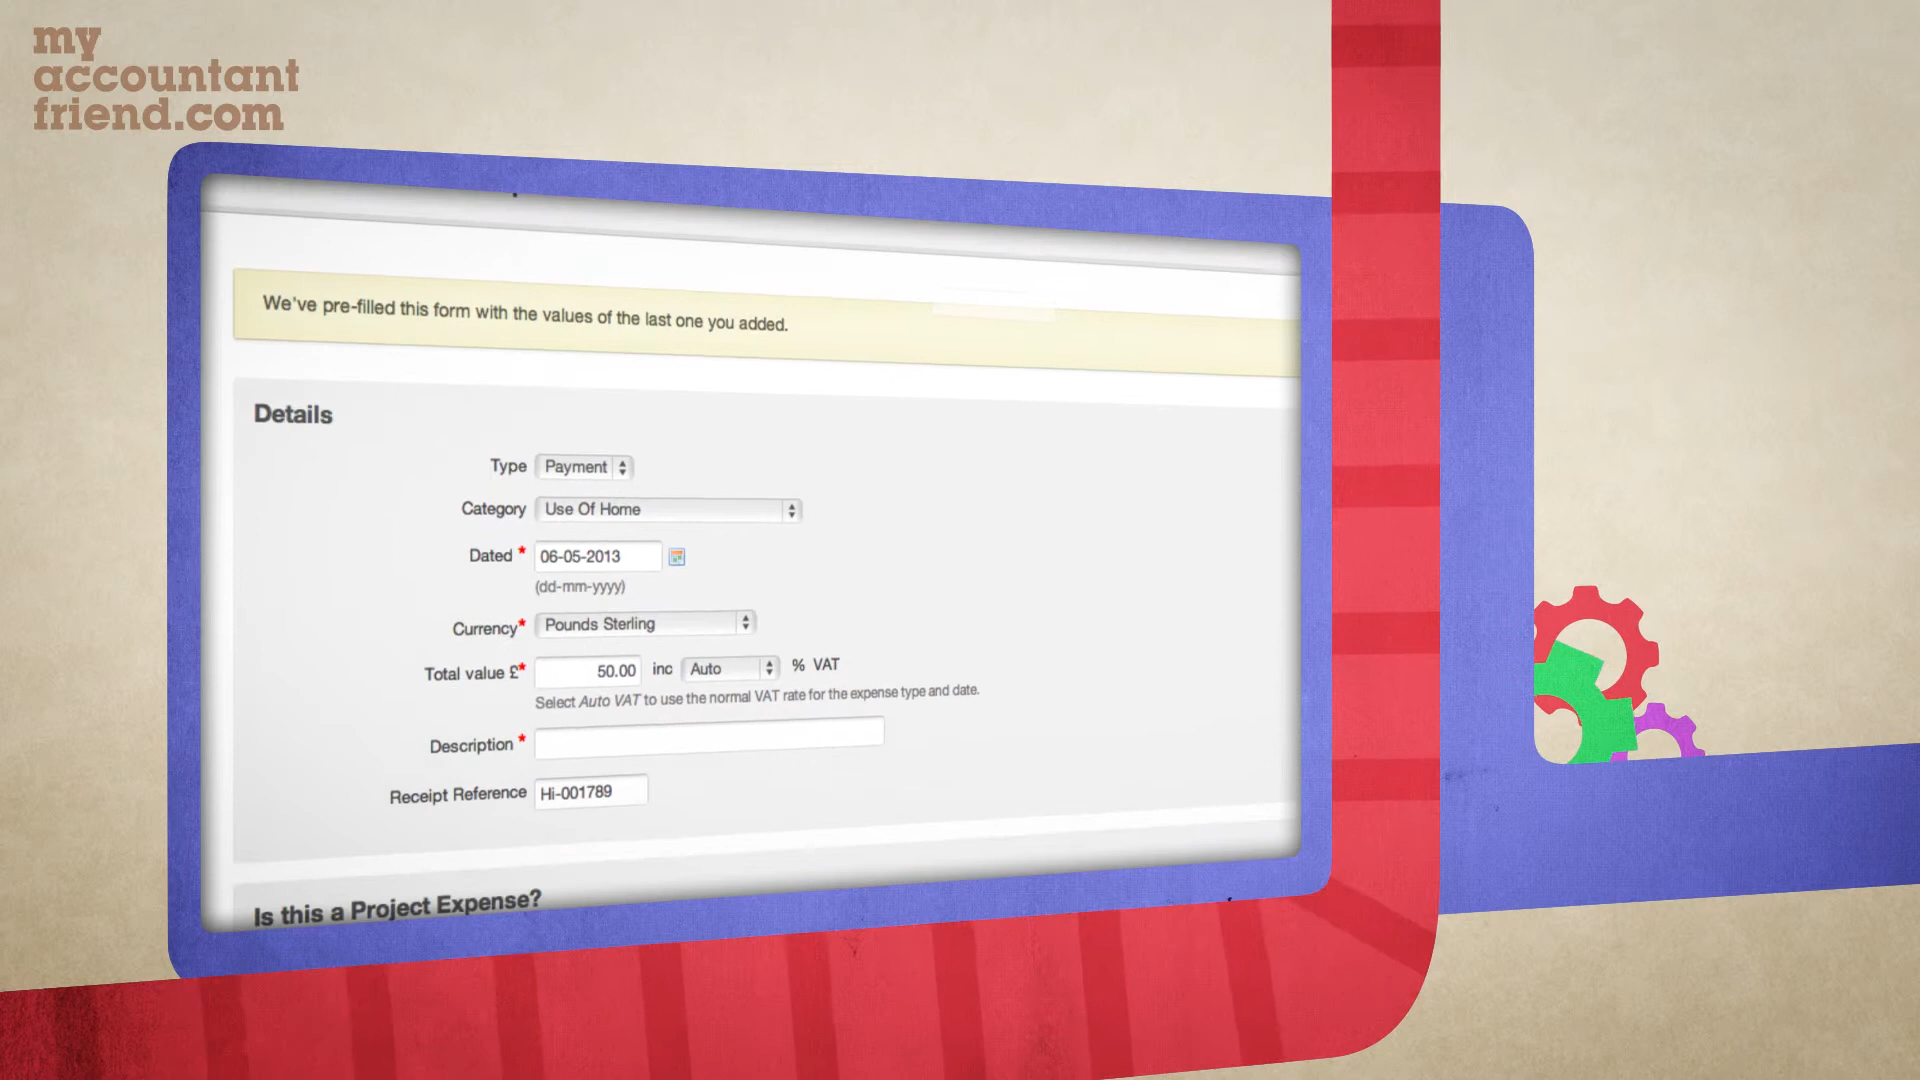 my
accountant
friend.com
We've pre-filled this form with the values of the last one you added.
Details
Type Payment
Category Use Of Home
Dated * 06-05-2013
(dd-mm-yyyy)
Currency* Pounds Sterling
Total value £* 50.00 inc Auto % VAT
Select Auto VAT to use the normal VAT rate for the expense type and date.
Description *
Receipt Reference Hi-001789
Is this a Project Expense?